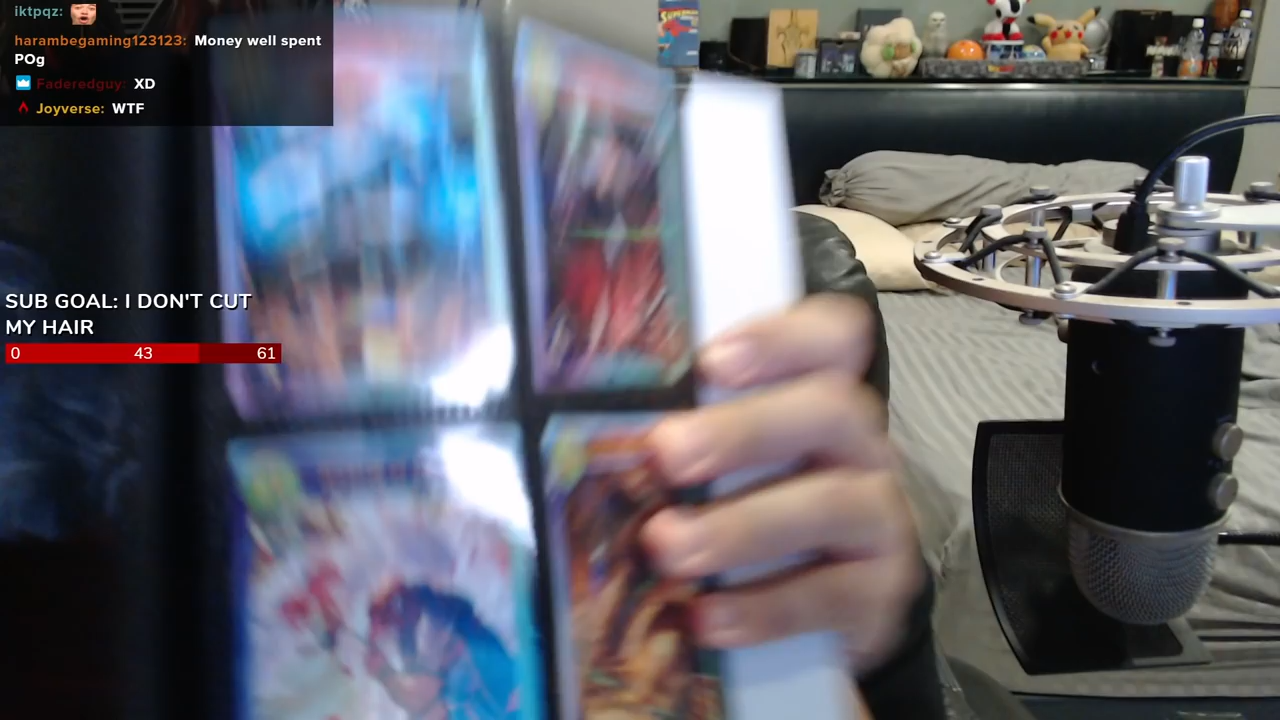 iktpqz:
harambegaming123123: Money well spent
POg
Faderedguy: XD
Joyverse: WTF
SUB GOAL: I DON'T CUT
MY HAIR
0 43 61